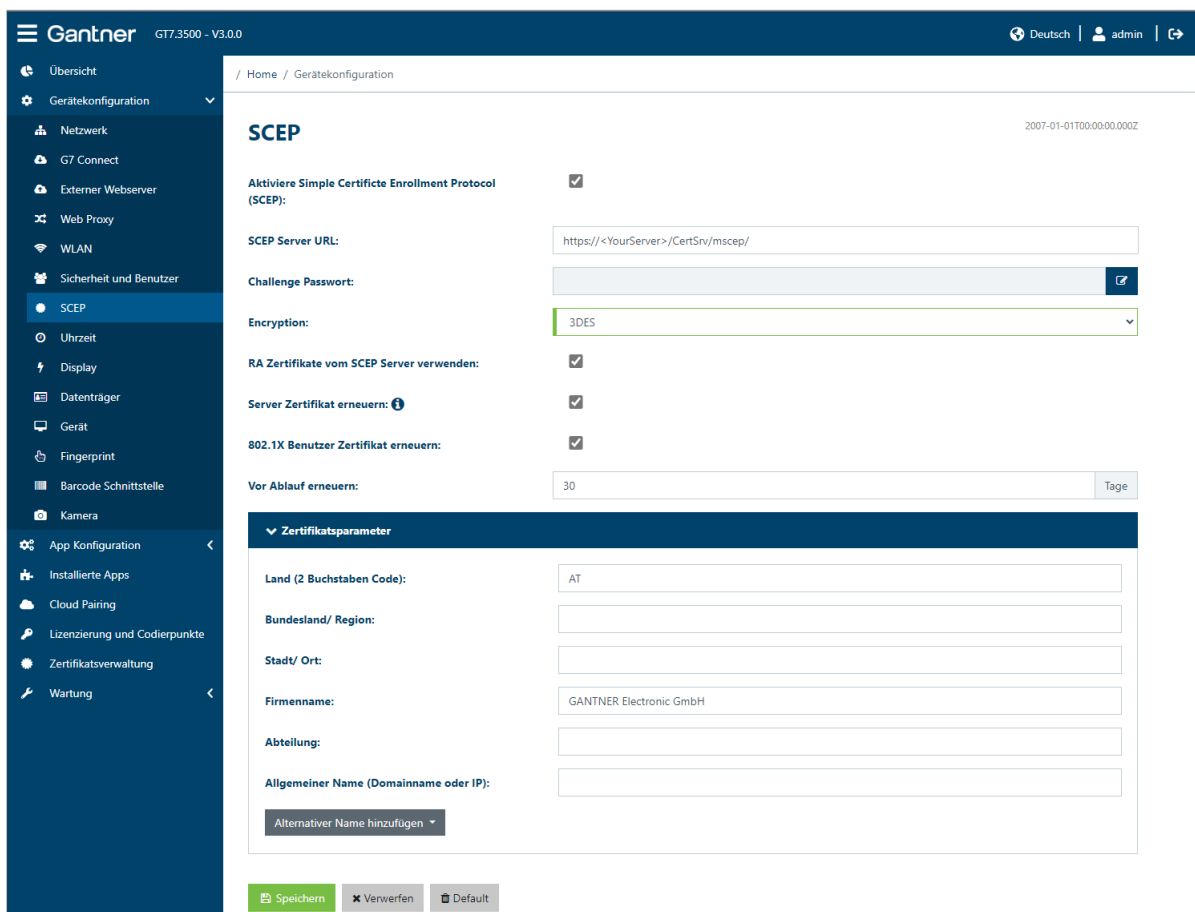 Gantner GT7.3500 - V3.0.0
Deutsch admin
Übersicht
Gerätekonfiguration
Netzwerk
G7 Connect
Externer Webserver
Web Proxy
WLAN
Sicherheit und Benutzer
SCEP
Uhrzeit
Display
Datenträger
Gerät
Fingerprint
Barcode Schnittstelle
Kamera
App Konfiguration
Installierte Apps
Cloud Pairing
Lizenzierung und Codierpunkte
Zertifikatsverwaltung
Wartung
/ Home / Gerätekonfiguration
SCEP
2007-01-01T00:00:00.000Z
Aktiviere Simple Certificte Enrollment Protocol
(SCEP):
SCEP Server URL: https://<YourServer>/CertSrv/mscep/
Challenge Passwort:
Encryption: 3DES
RA Zertifikate vom SCEP Server verwenden:
Server Zertifikat erneuern:
802.1X Benutzer Zertifikat erneuern:
Vor Ablauf erneuern: 30 Tage
Zertifikatsparameter
Land (2 Buchstaben Code): AT
Bundesland/ Region:
Stadt/ Ort:
Firmenname: GANTNER Electronic GmbH
Abteilung:
Allgemeiner Name (Domainname oder IP):
Alternativer Name hinzufügen
Speichern Verwerfen Default